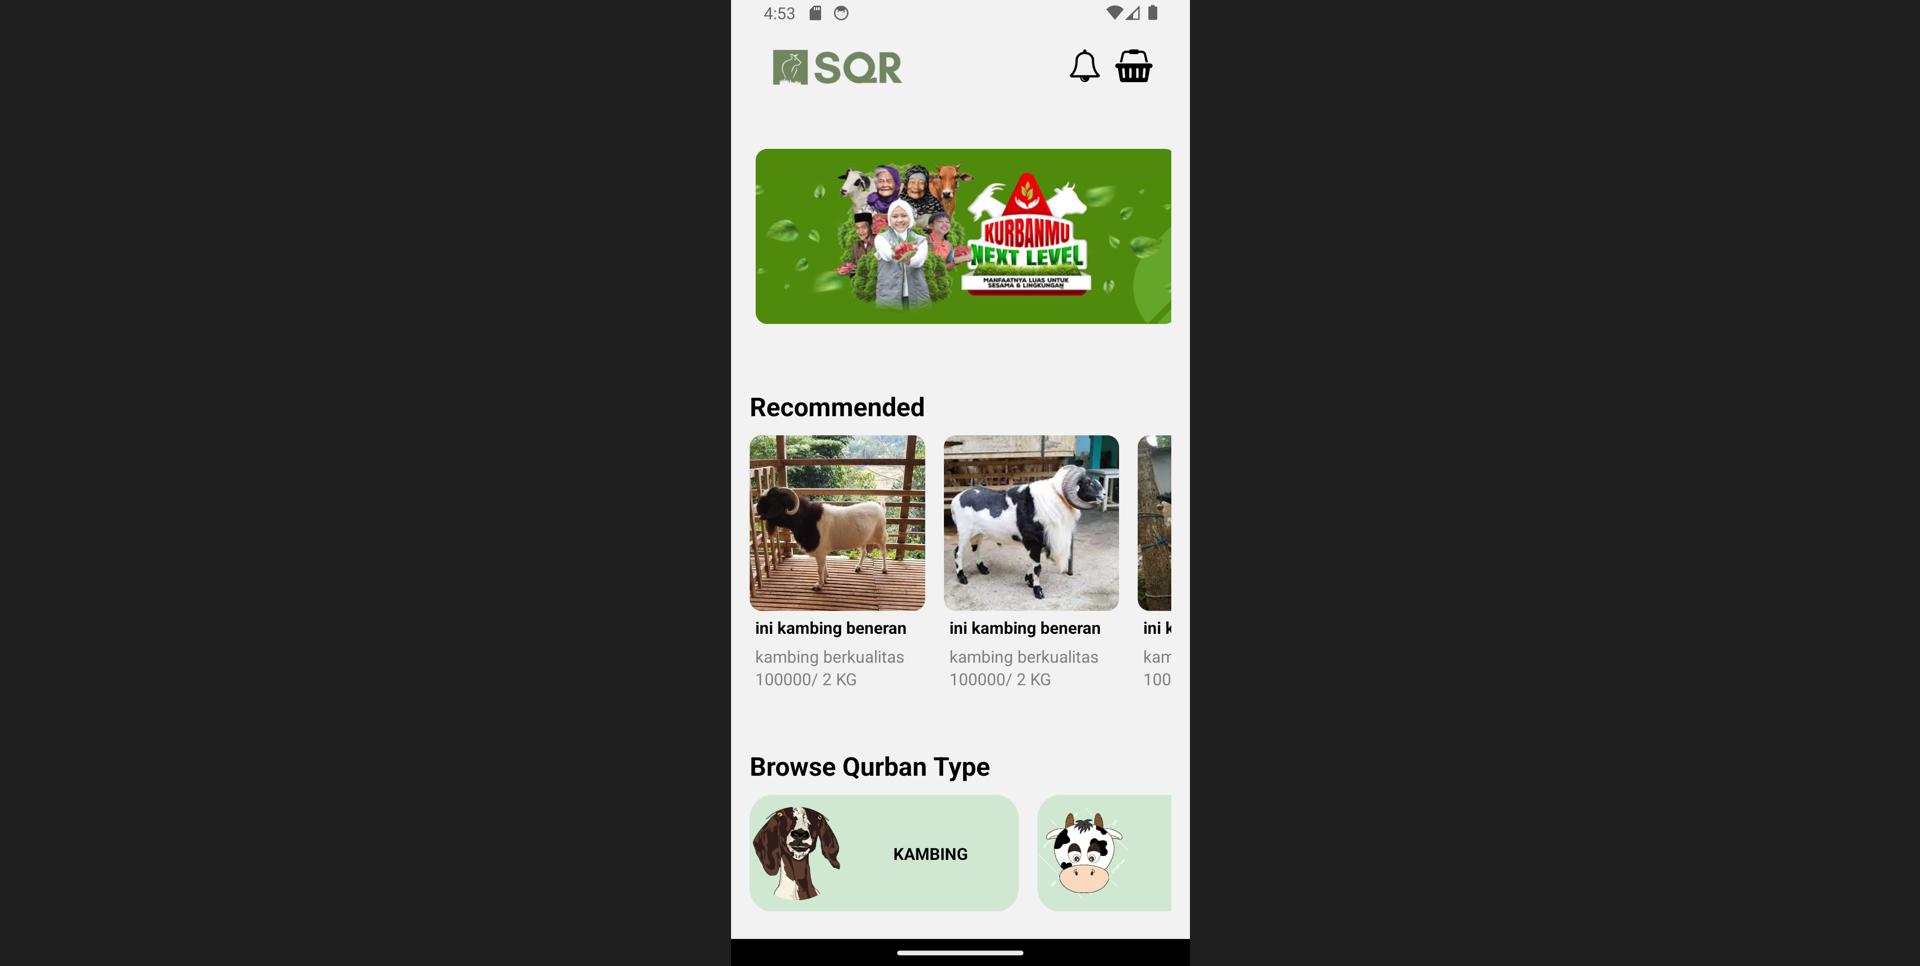 4:53
SQR
KURBANMU
NEXT LEVEL
MANFAATNYA LUAS UNTUK
SESAMA & LINGKUNGAN
Recommended
ini kambing beneran
kambing berkualitas
100000/ 2 KG
ini kambing beneran
kambing berkualitas
100000/ 2 KG
ini k
kam
100
Browse Qurban Type
KAMBING